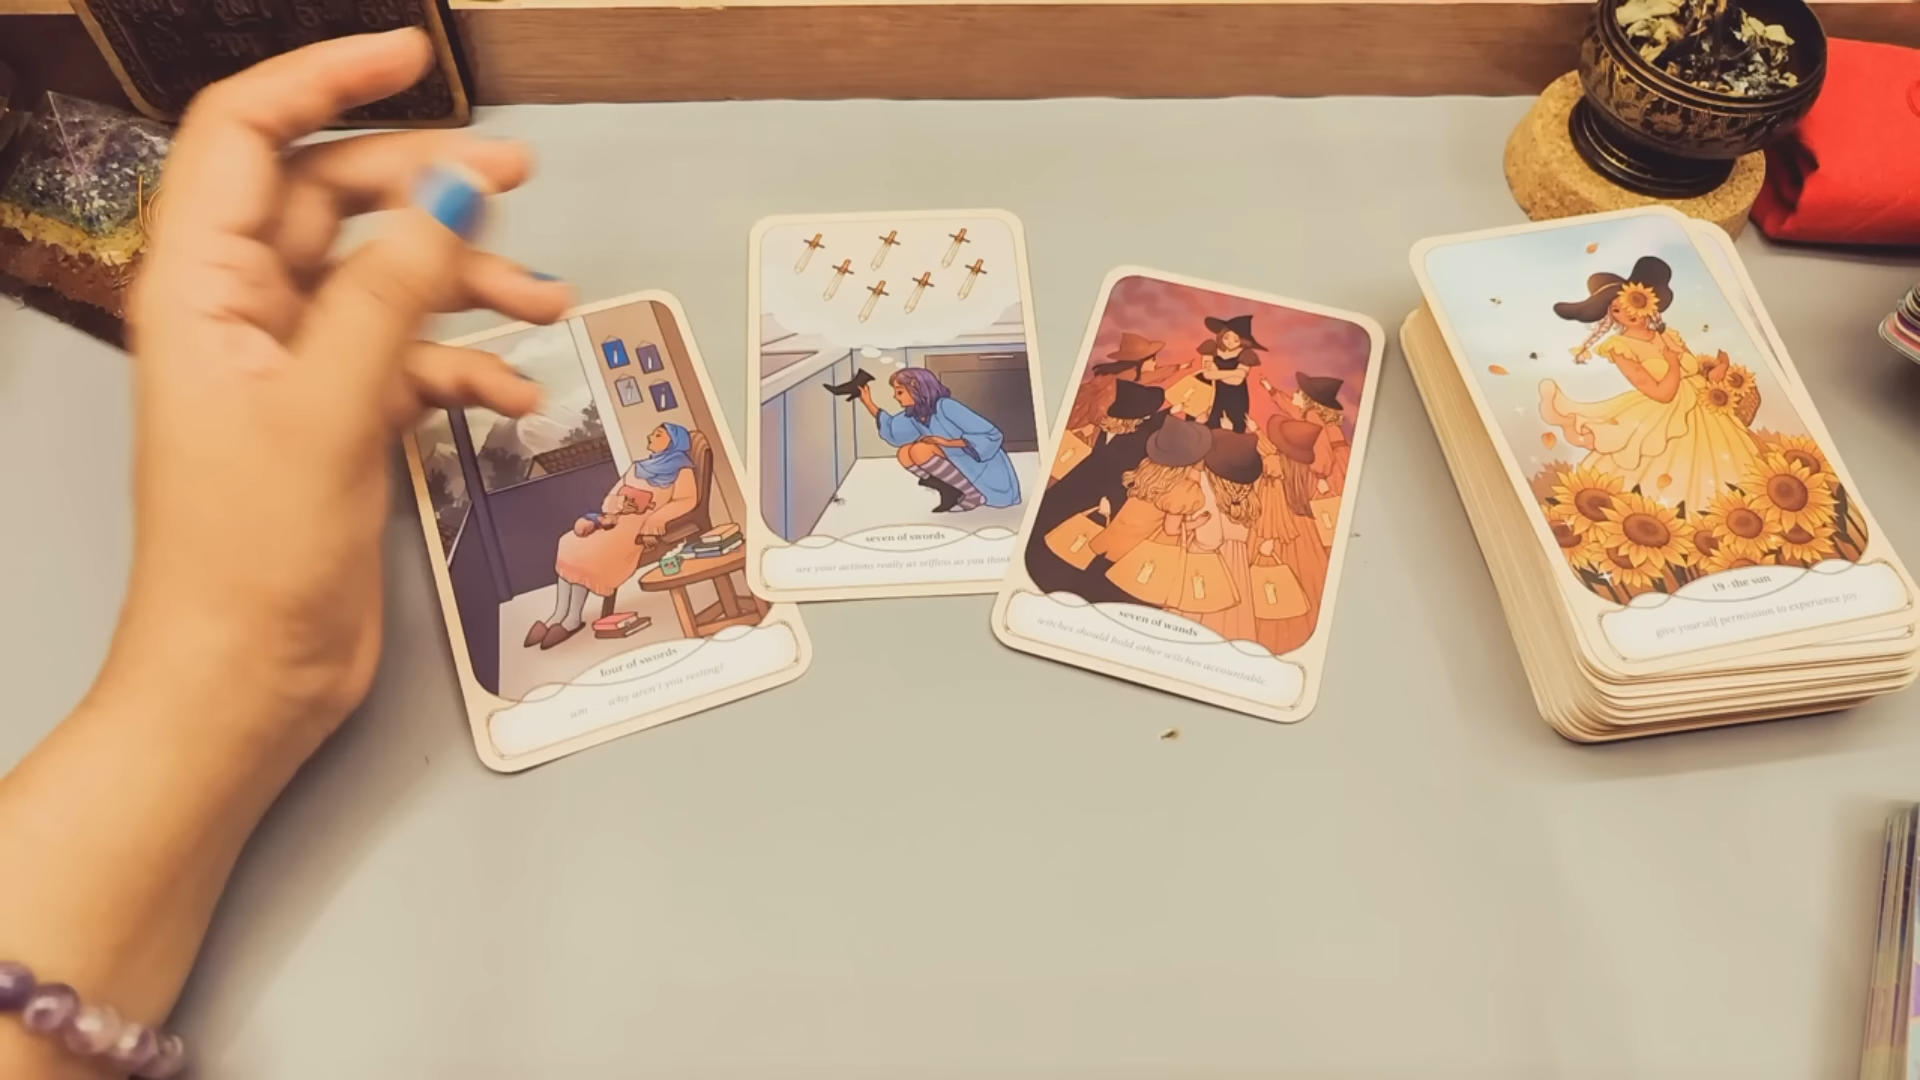 four of swords
um why aren't you resting?
seven of swords
are your actions really as selfless as you think
seven of wands
witches should hold other witches accountable.
19 · the sun
give yourself permission to experience joy.